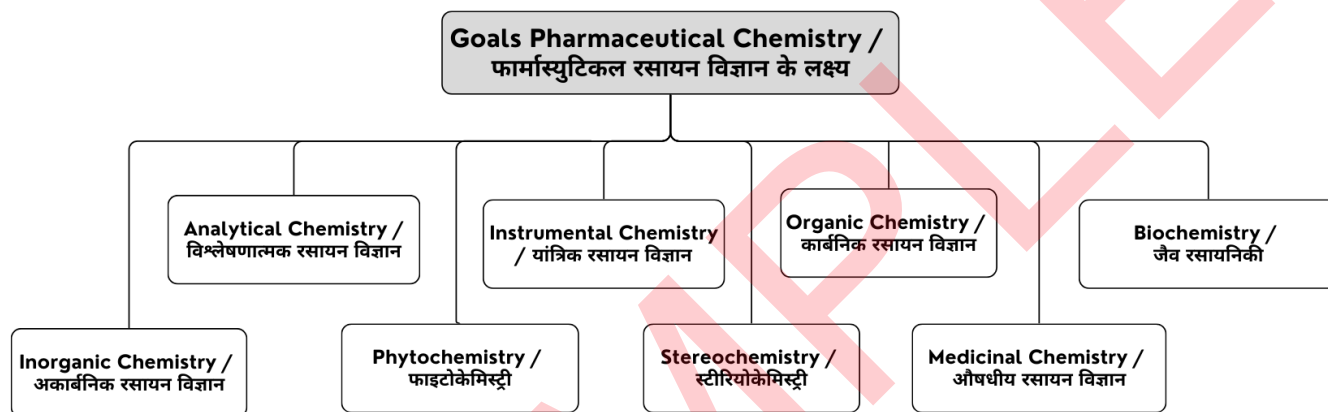 Goals Pharmaceutical Chemistry /
फार्मास्युटिकल रसायन विज्ञान के लक्ष्य
Analytical Chemistry /
विश्लेषणात्मक रसायन विज्ञान
Instrumental Chemistry
/ यांत्रिक रसायन विज्ञान
Organic Chemistry /
कार्बनिक रसायन विज्ञान
Biochemistry /
जैव रसायनिकी
Inorganic Chemistry /
अकार्बनिक रसायन विज्ञान
Phytochemistry /
फाइटोकेमिस्ट्री
Stereochemistry /
स्टीरियोकेमिस्ट्री
Medicinal Chemistry /
औषधीय रसायन विज्ञान
MPLE